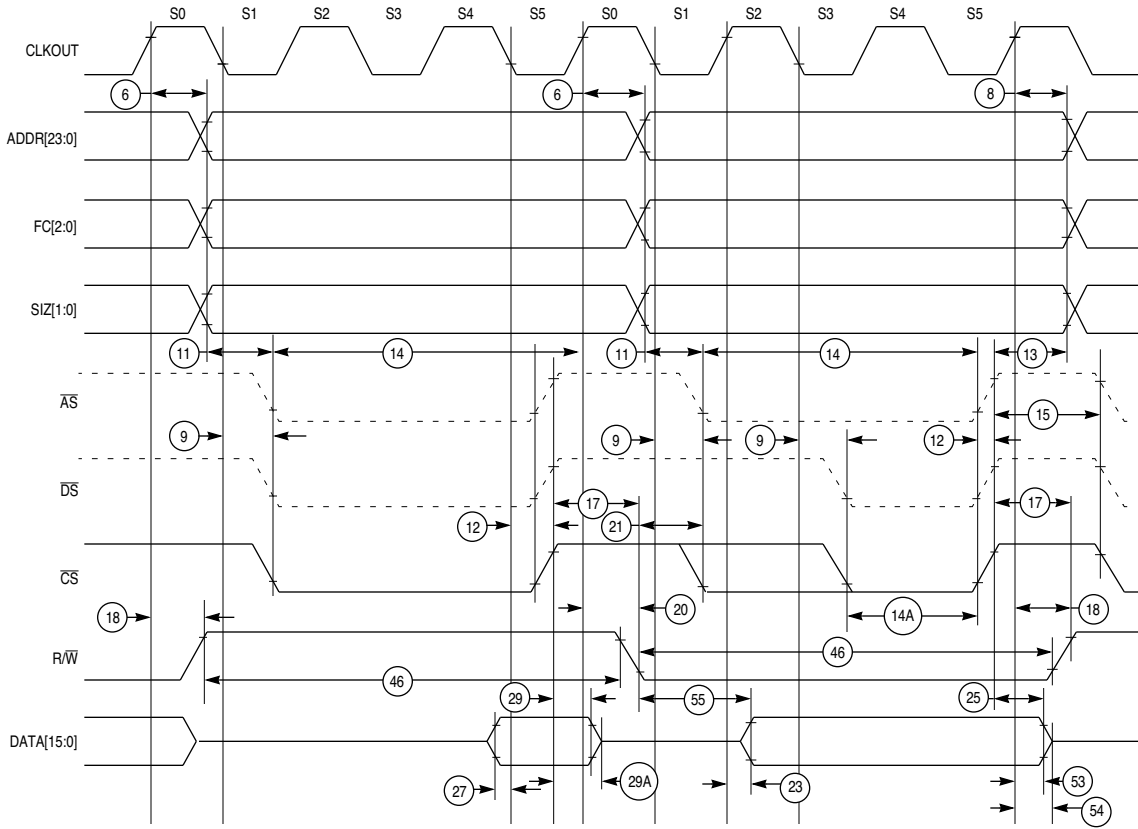 S0 S1 S2 S3 S4 S5 S0 S1 S2 S3 S4 S5
CLKOUT
6 6 8
ADDR[23:0]
FC[2:0]
SIZ[1:0]
11 14 11 14 13
AS
15
9 9 9 12
DS
17 17
12 21
CS
18 20 14A 18
R/W
46
46
29 55 25
DATA[15:0]
27 29A 23 53
54